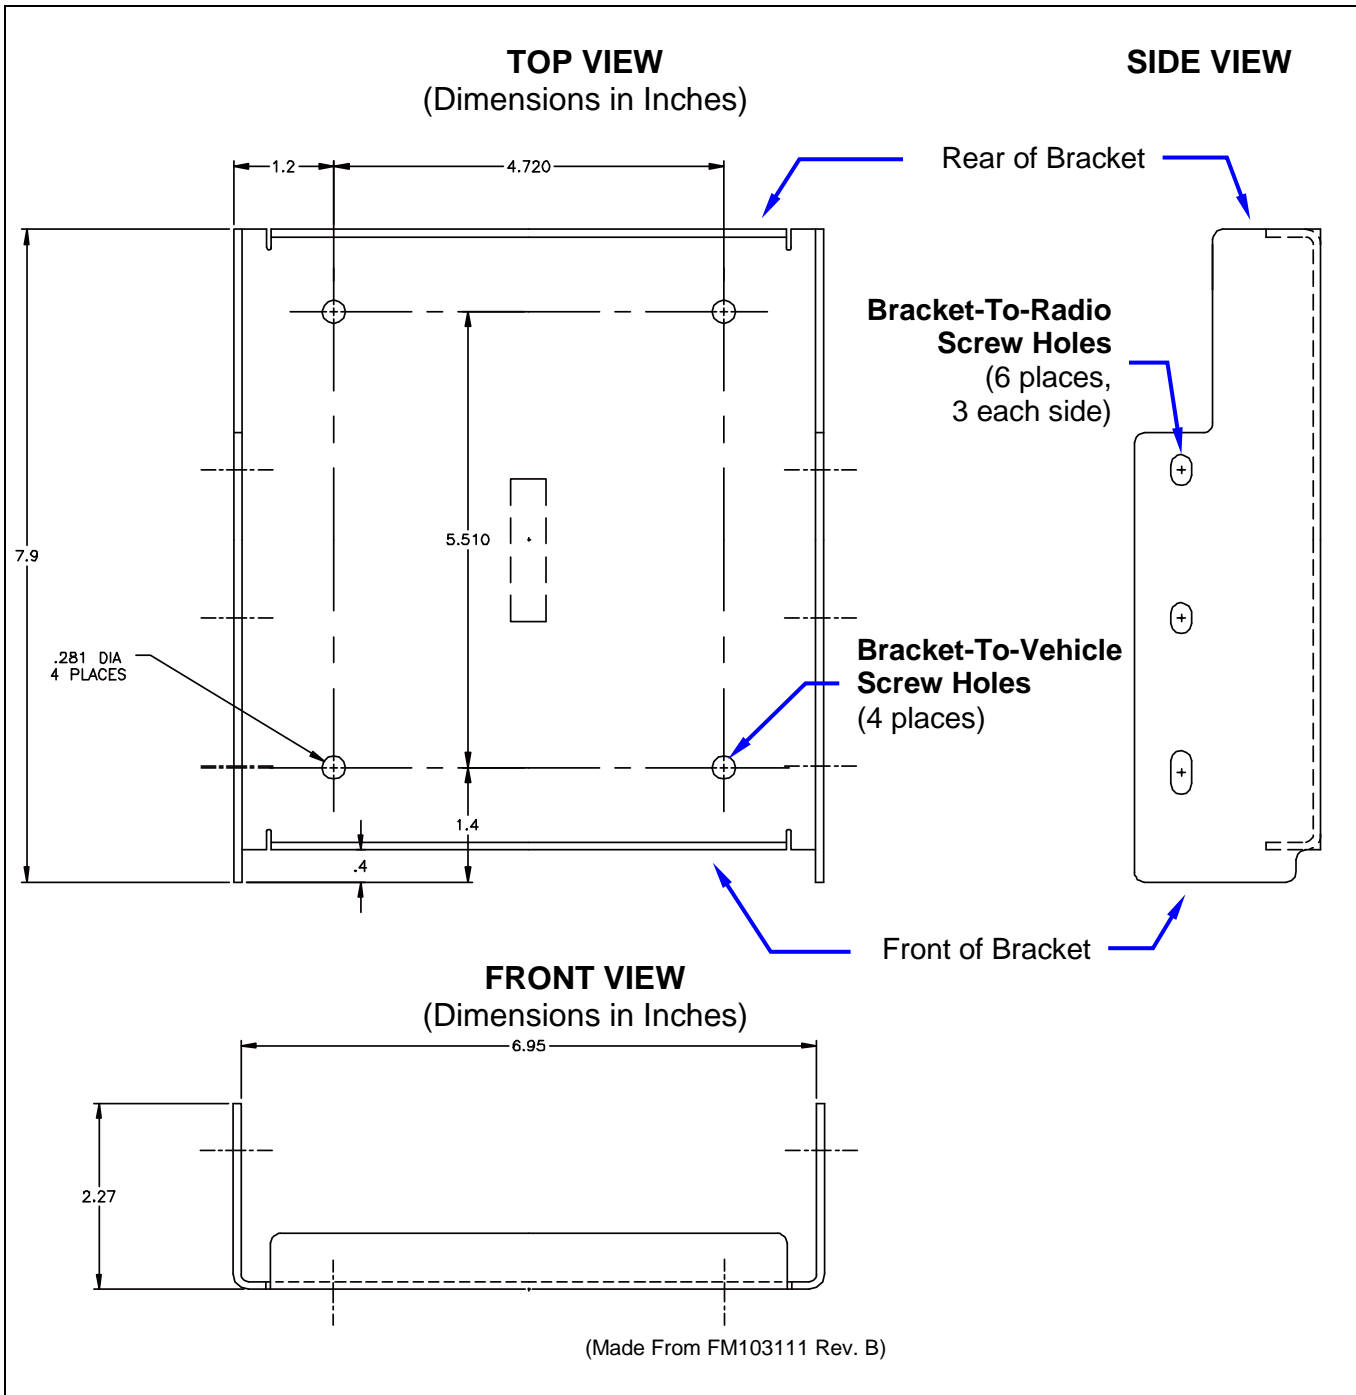 TOP VIEW
(Dimensions in Inches)
SIDE VIEW
1.2
4.720
Rear of Bracket
Bracket-To-Radio
Screw Holes
(6 places,
3 each side)
7.9
5.510
.281 DIA
4 PLACES
Bracket-To-Vehicle
Screw Holes
(4 places)
1.4
.4
Front of Bracket
FRONT VIEW
(Dimensions in Inches)
6.95
2.27
(Made From FM103111 Rev. B)